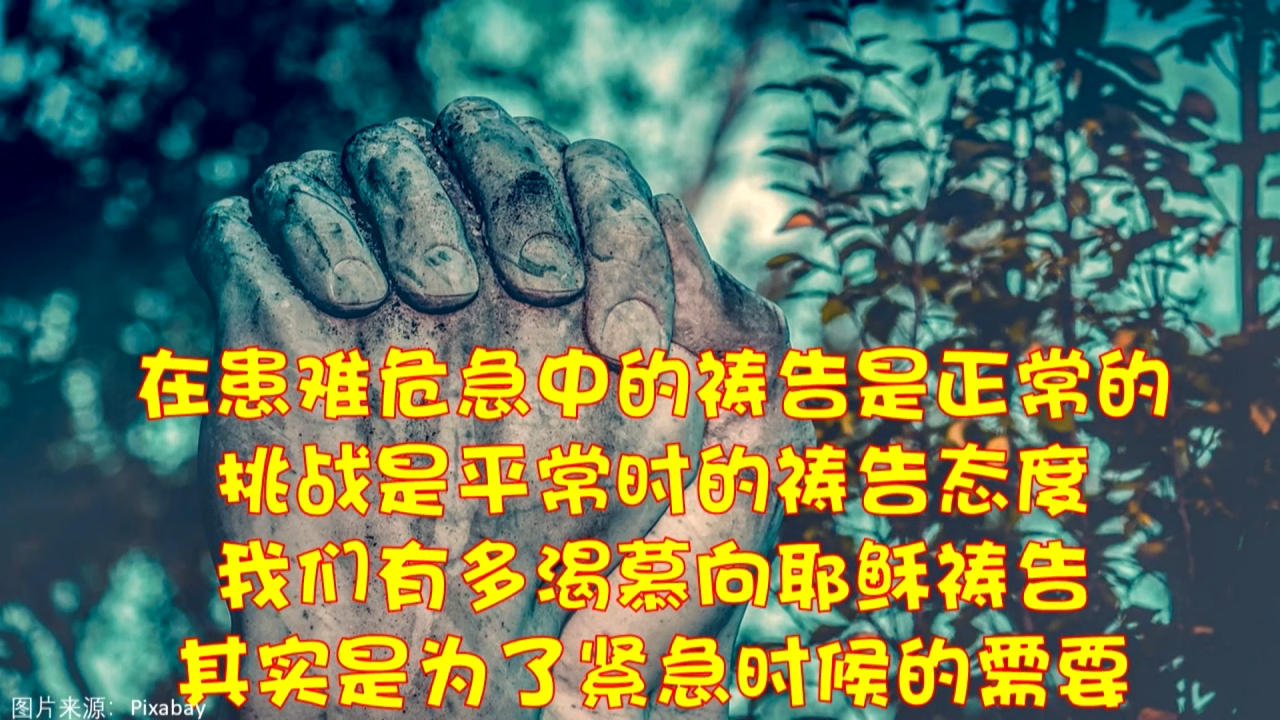 在患难危急中的祷告是正常的
挑战是平常时的祷告态度
我们有多渴慕向耶稣祷告
其实是为了紧急时候的需要
图片来源：Pixabay